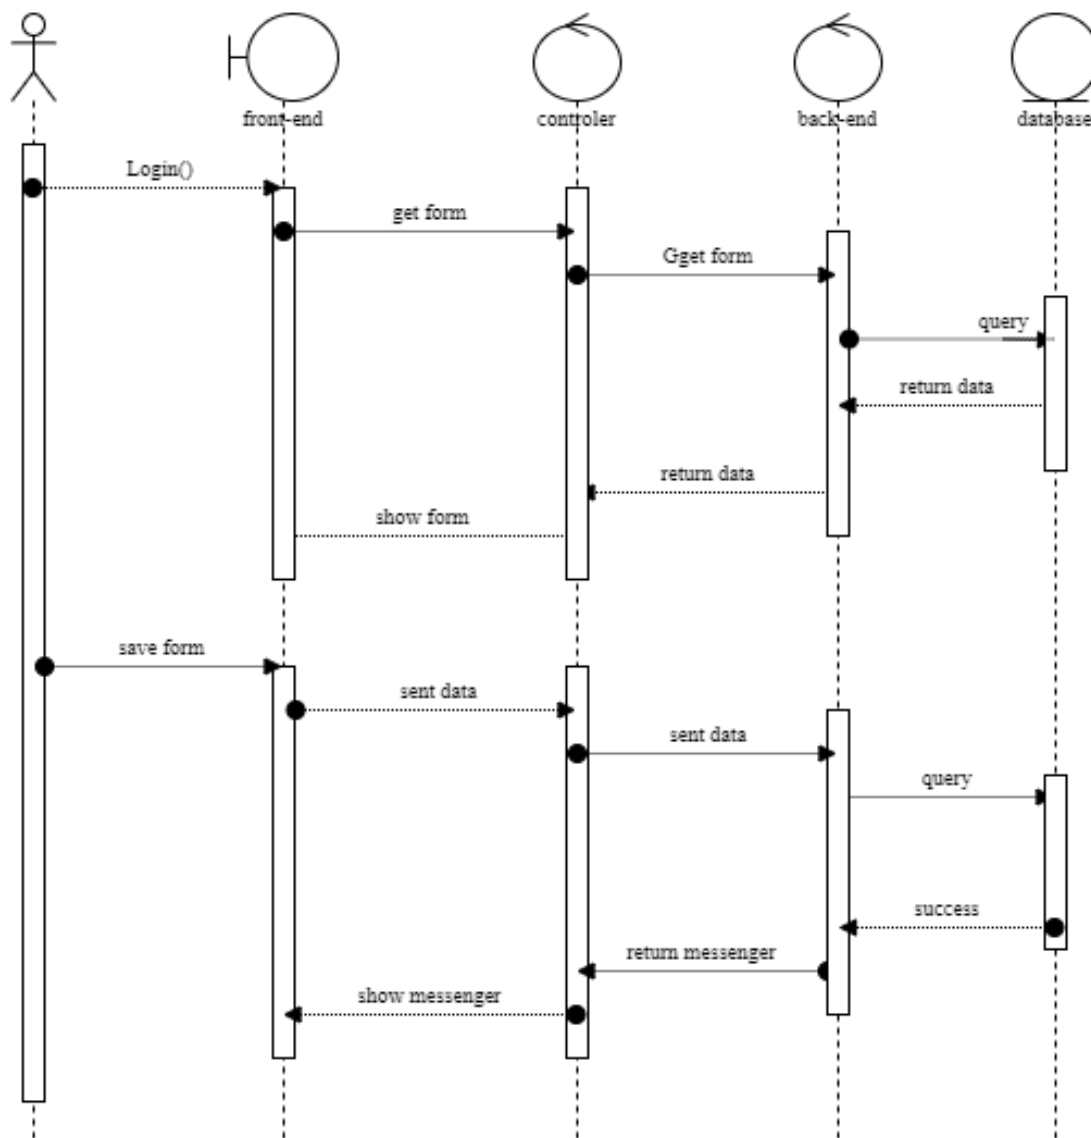 front-end
controler
back-end
database
Login()
get form
Gget form
query
return data
return data
show form
save form
sent data
sent data
query
success
return messenger
show messenger